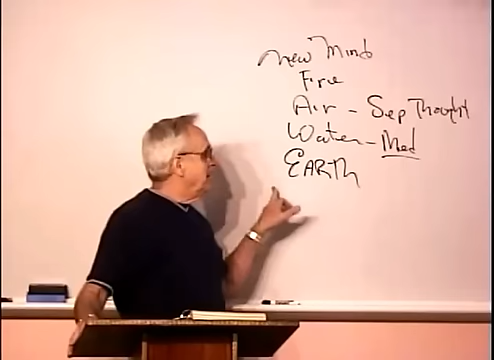 New Mind
Fire
Air - Sep Thought
Water - Med
EARTh